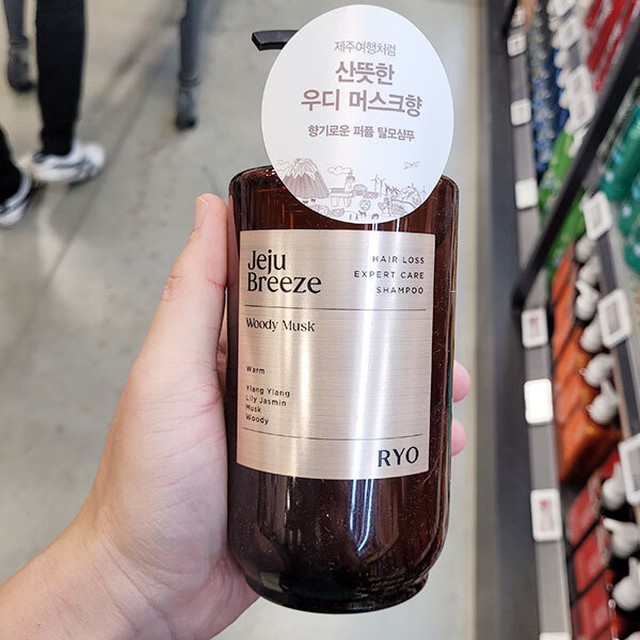 제주여행처럼
산뜻한
우디 머스크향
향기로운 퍼퓸 탈모샴푸
Jeju
Breeze
HAIR LOSS
EXPERT CARE
SHAMPOO
Woody Musk
Warm
Ylang Ylang
Lily Jasmin
Musk
Woody
RYO